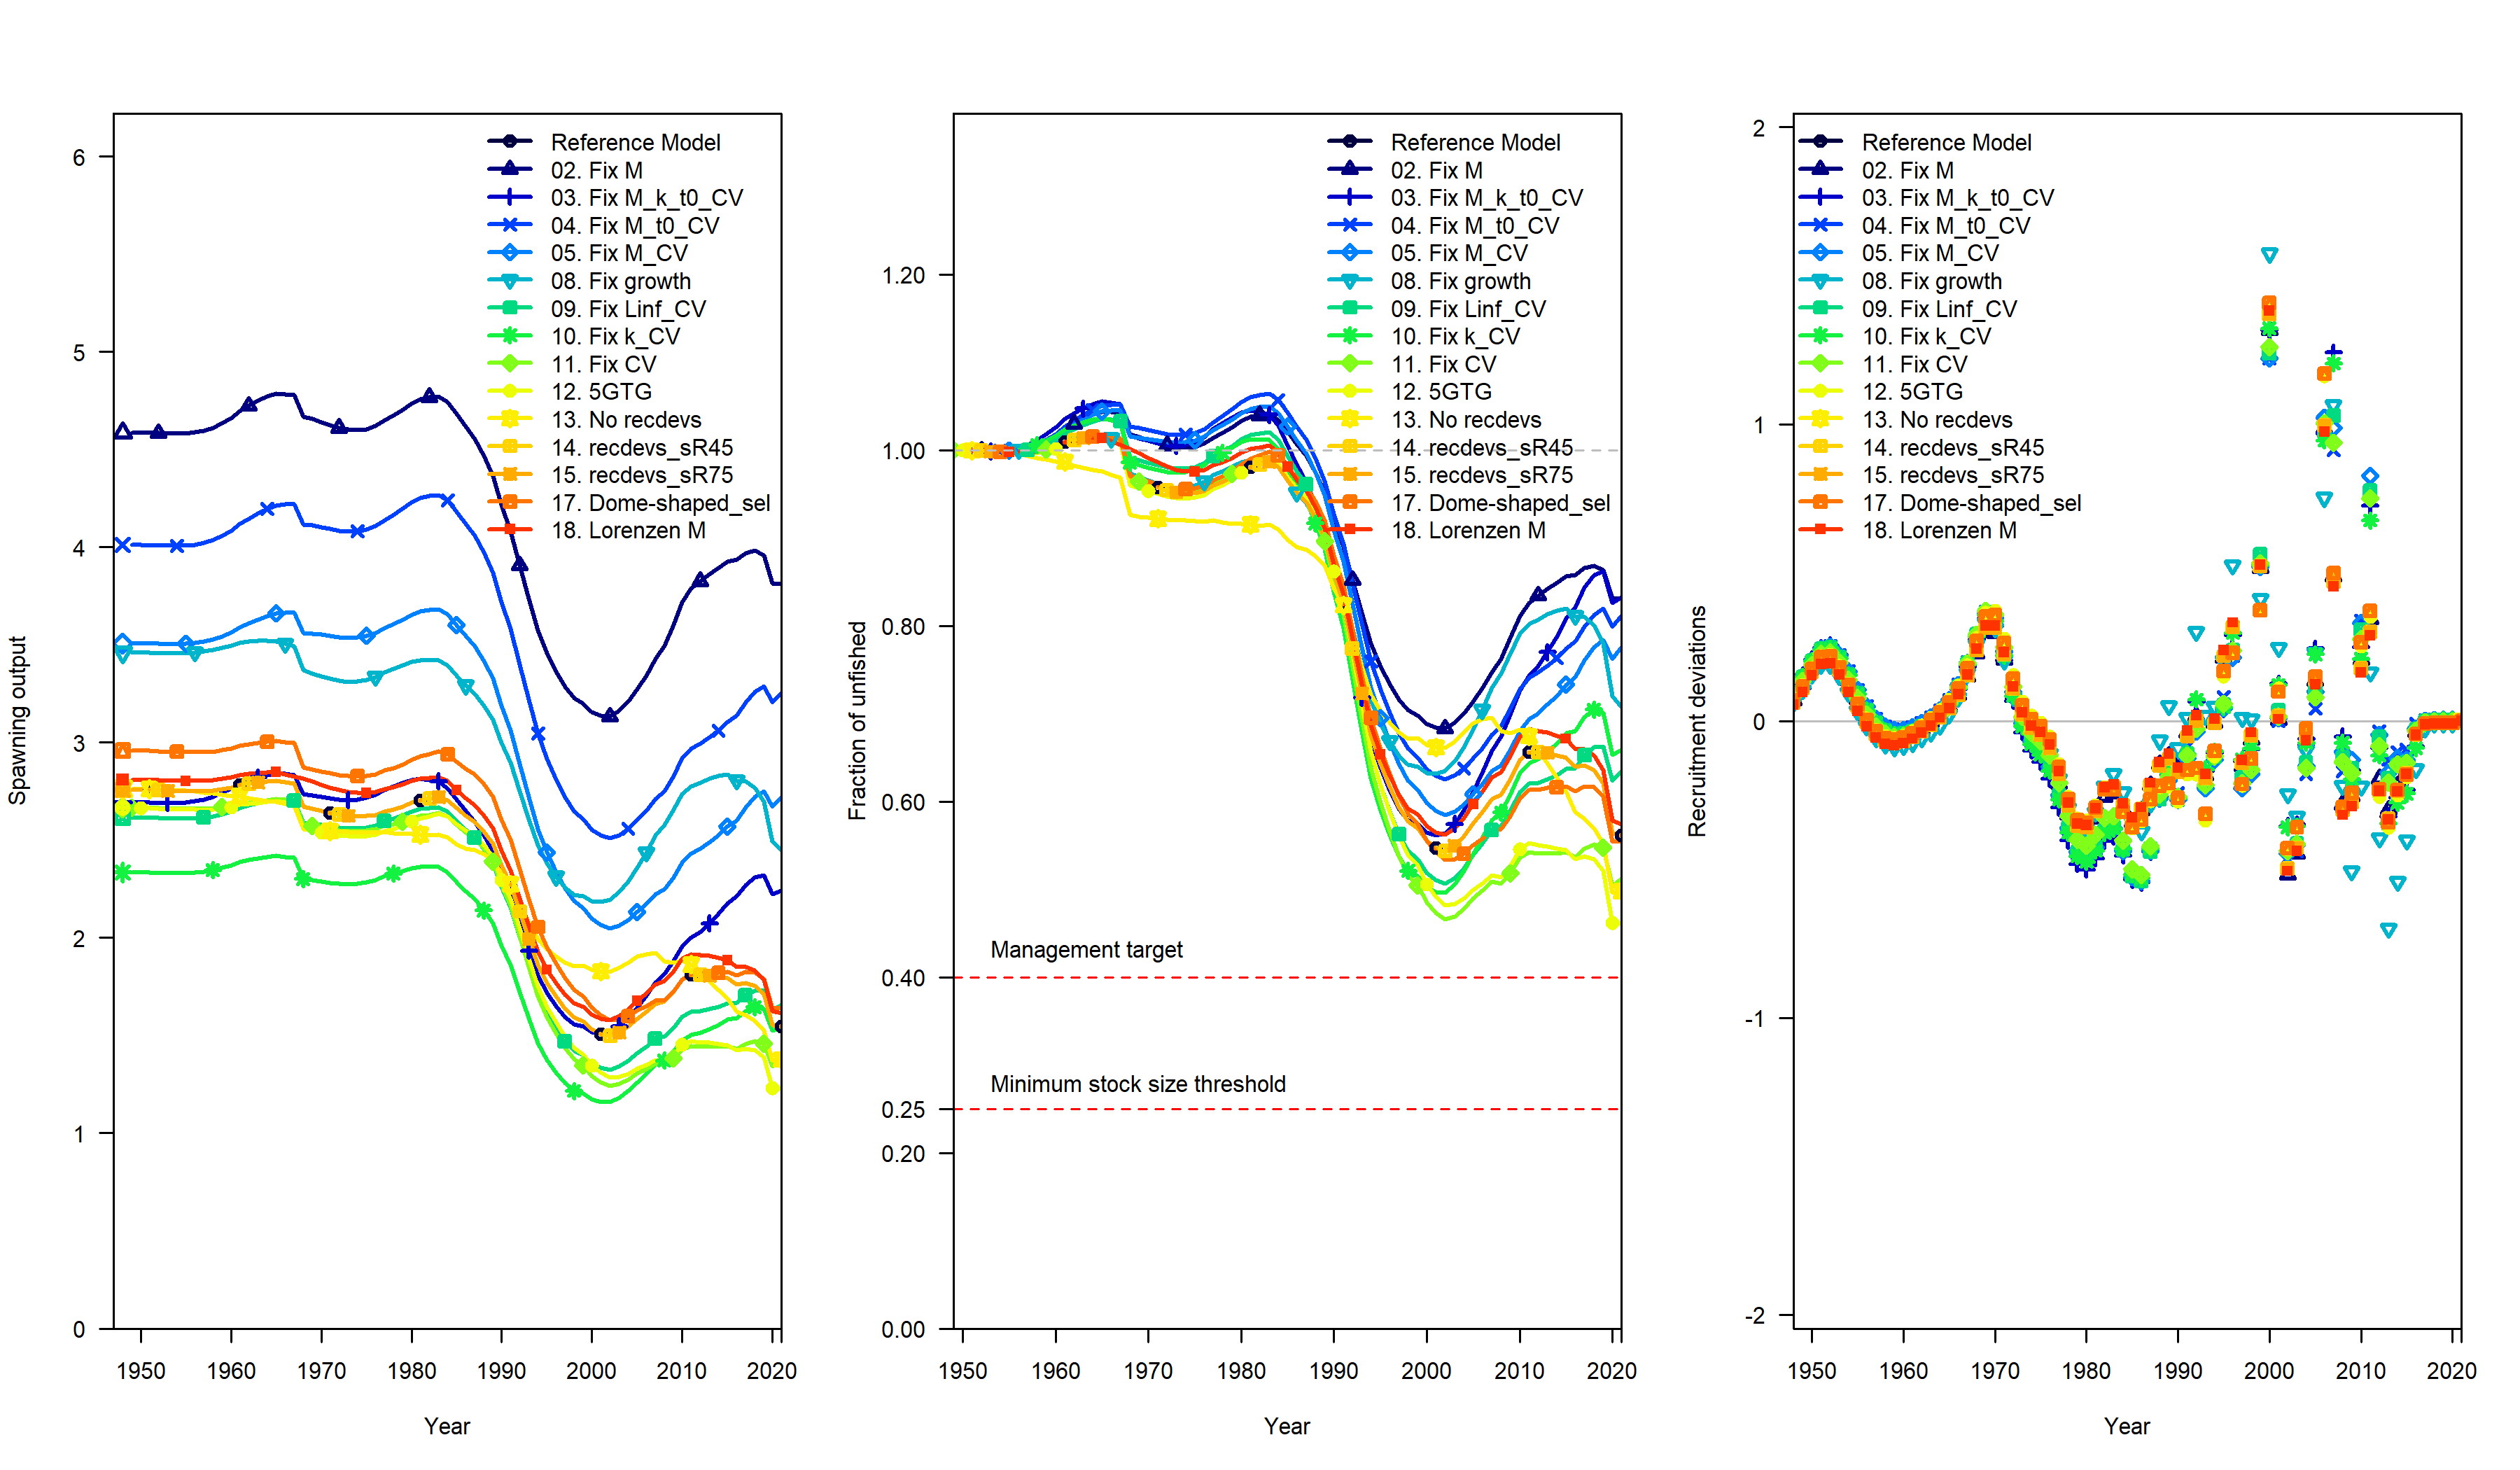 Spawning output
6
5
4
3
2
1
0
1950 1960 1970 1980 1990 2000 2010 2020
Year
Reference Model
02. Fix M
03. Fix M_k_t0_CV
04. Fix M_t0_CV
05. Fix M_CV
08. Fix growth
09. Fix Linf_CV
10. Fix k_CV
11. Fix CV
12. 5GTG
13. No recdevs
14. recdevs_sR45
15. recdevs_sR75
17. Dome-shaped_sel
18. Lorenzen M
Fraction of unfished
1.20
1.00
0.80
0.60
0.40
0.25
0.20
0.00
1950 1960 1970 1980 1990 2000 2010 2020
Year
Reference Model
02. Fix M
03. Fix M_k_t0_CV
04. Fix M_t0_CV
05. Fix M_CV
08. Fix growth
09. Fix Linf_CV
10. Fix k_CV
11. Fix CV
12. 5GTG
13. No recdevs
14. recdevs_sR45
15. recdevs_sR75
17. Dome-shaped_sel
18. Lorenzen M
Management target
Minimum stock size threshold
Recruitment deviations
2
1
0
-1
-2
1950 1960 1970 1980 1990 2000 2010 2020
Year
Reference Model
02. Fix M
03. Fix M_k_t0_CV
04. Fix M_t0_CV
05. Fix M_CV
08. Fix growth
09. Fix Linf_CV
10. Fix k_CV
11. Fix CV
12. 5GTG
13. No recdevs
14. recdevs_sR45
15. recdevs_sR75
17. Dome-shaped_sel
18. Lorenzen M